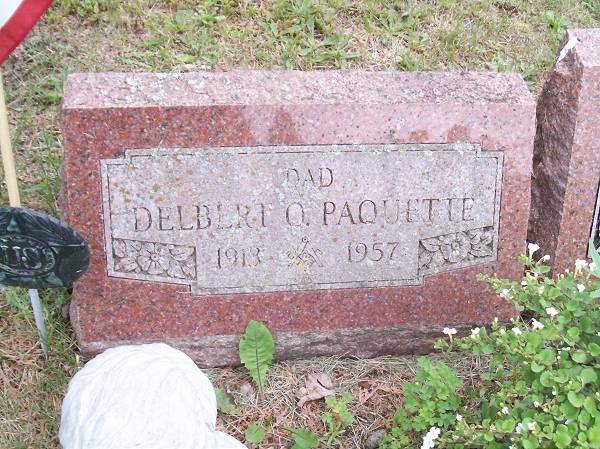 DAD
DELBERT O. PAQUETTE
1913 1957